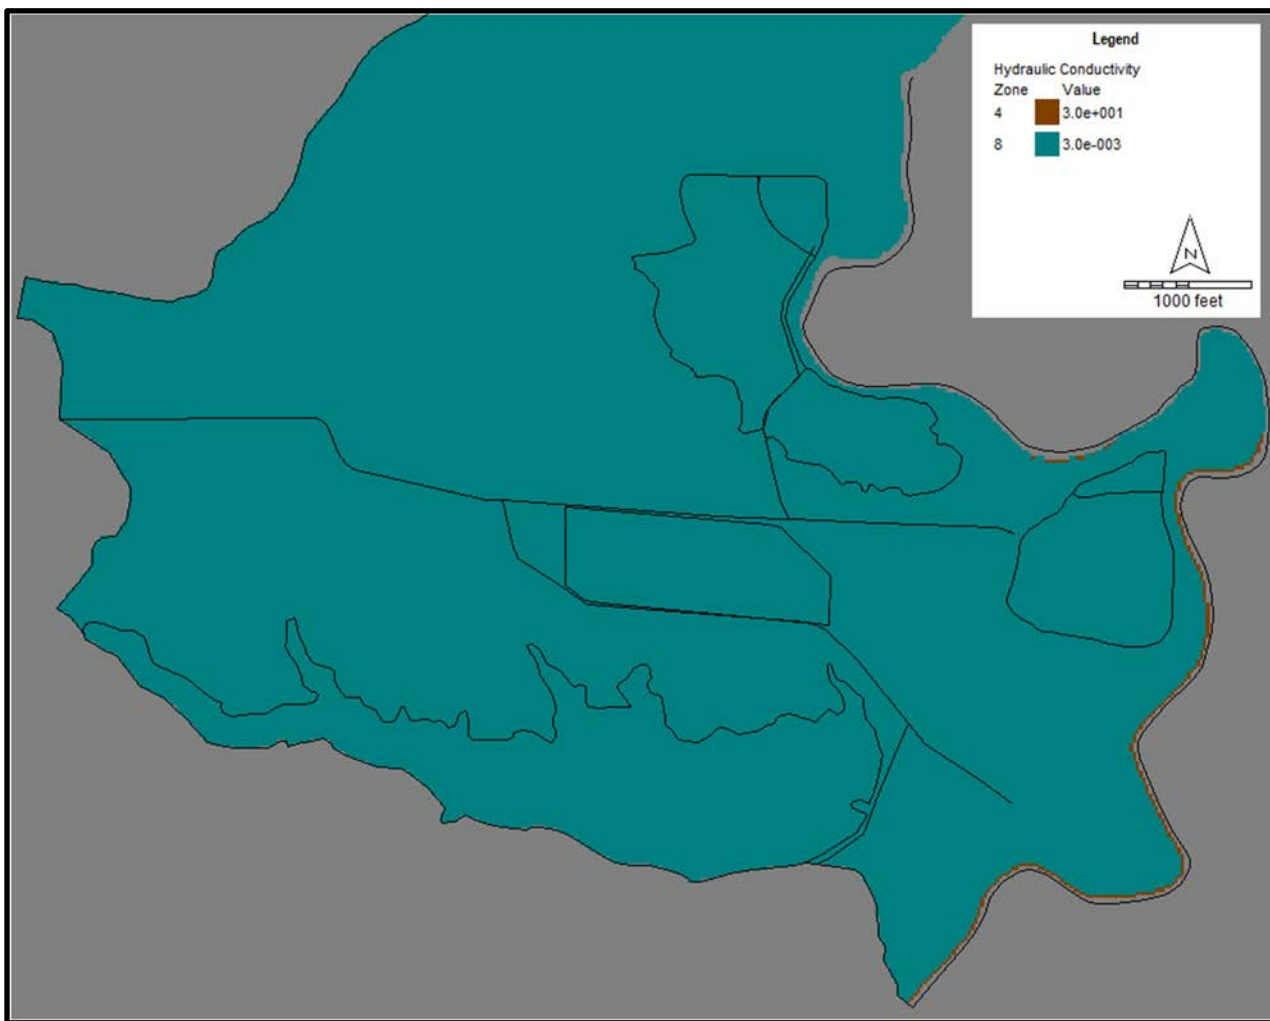 Legend
Hydraulic Conductivity
Zone Value
4 3.0e+001
8 3.0e-003
N
1000 feet